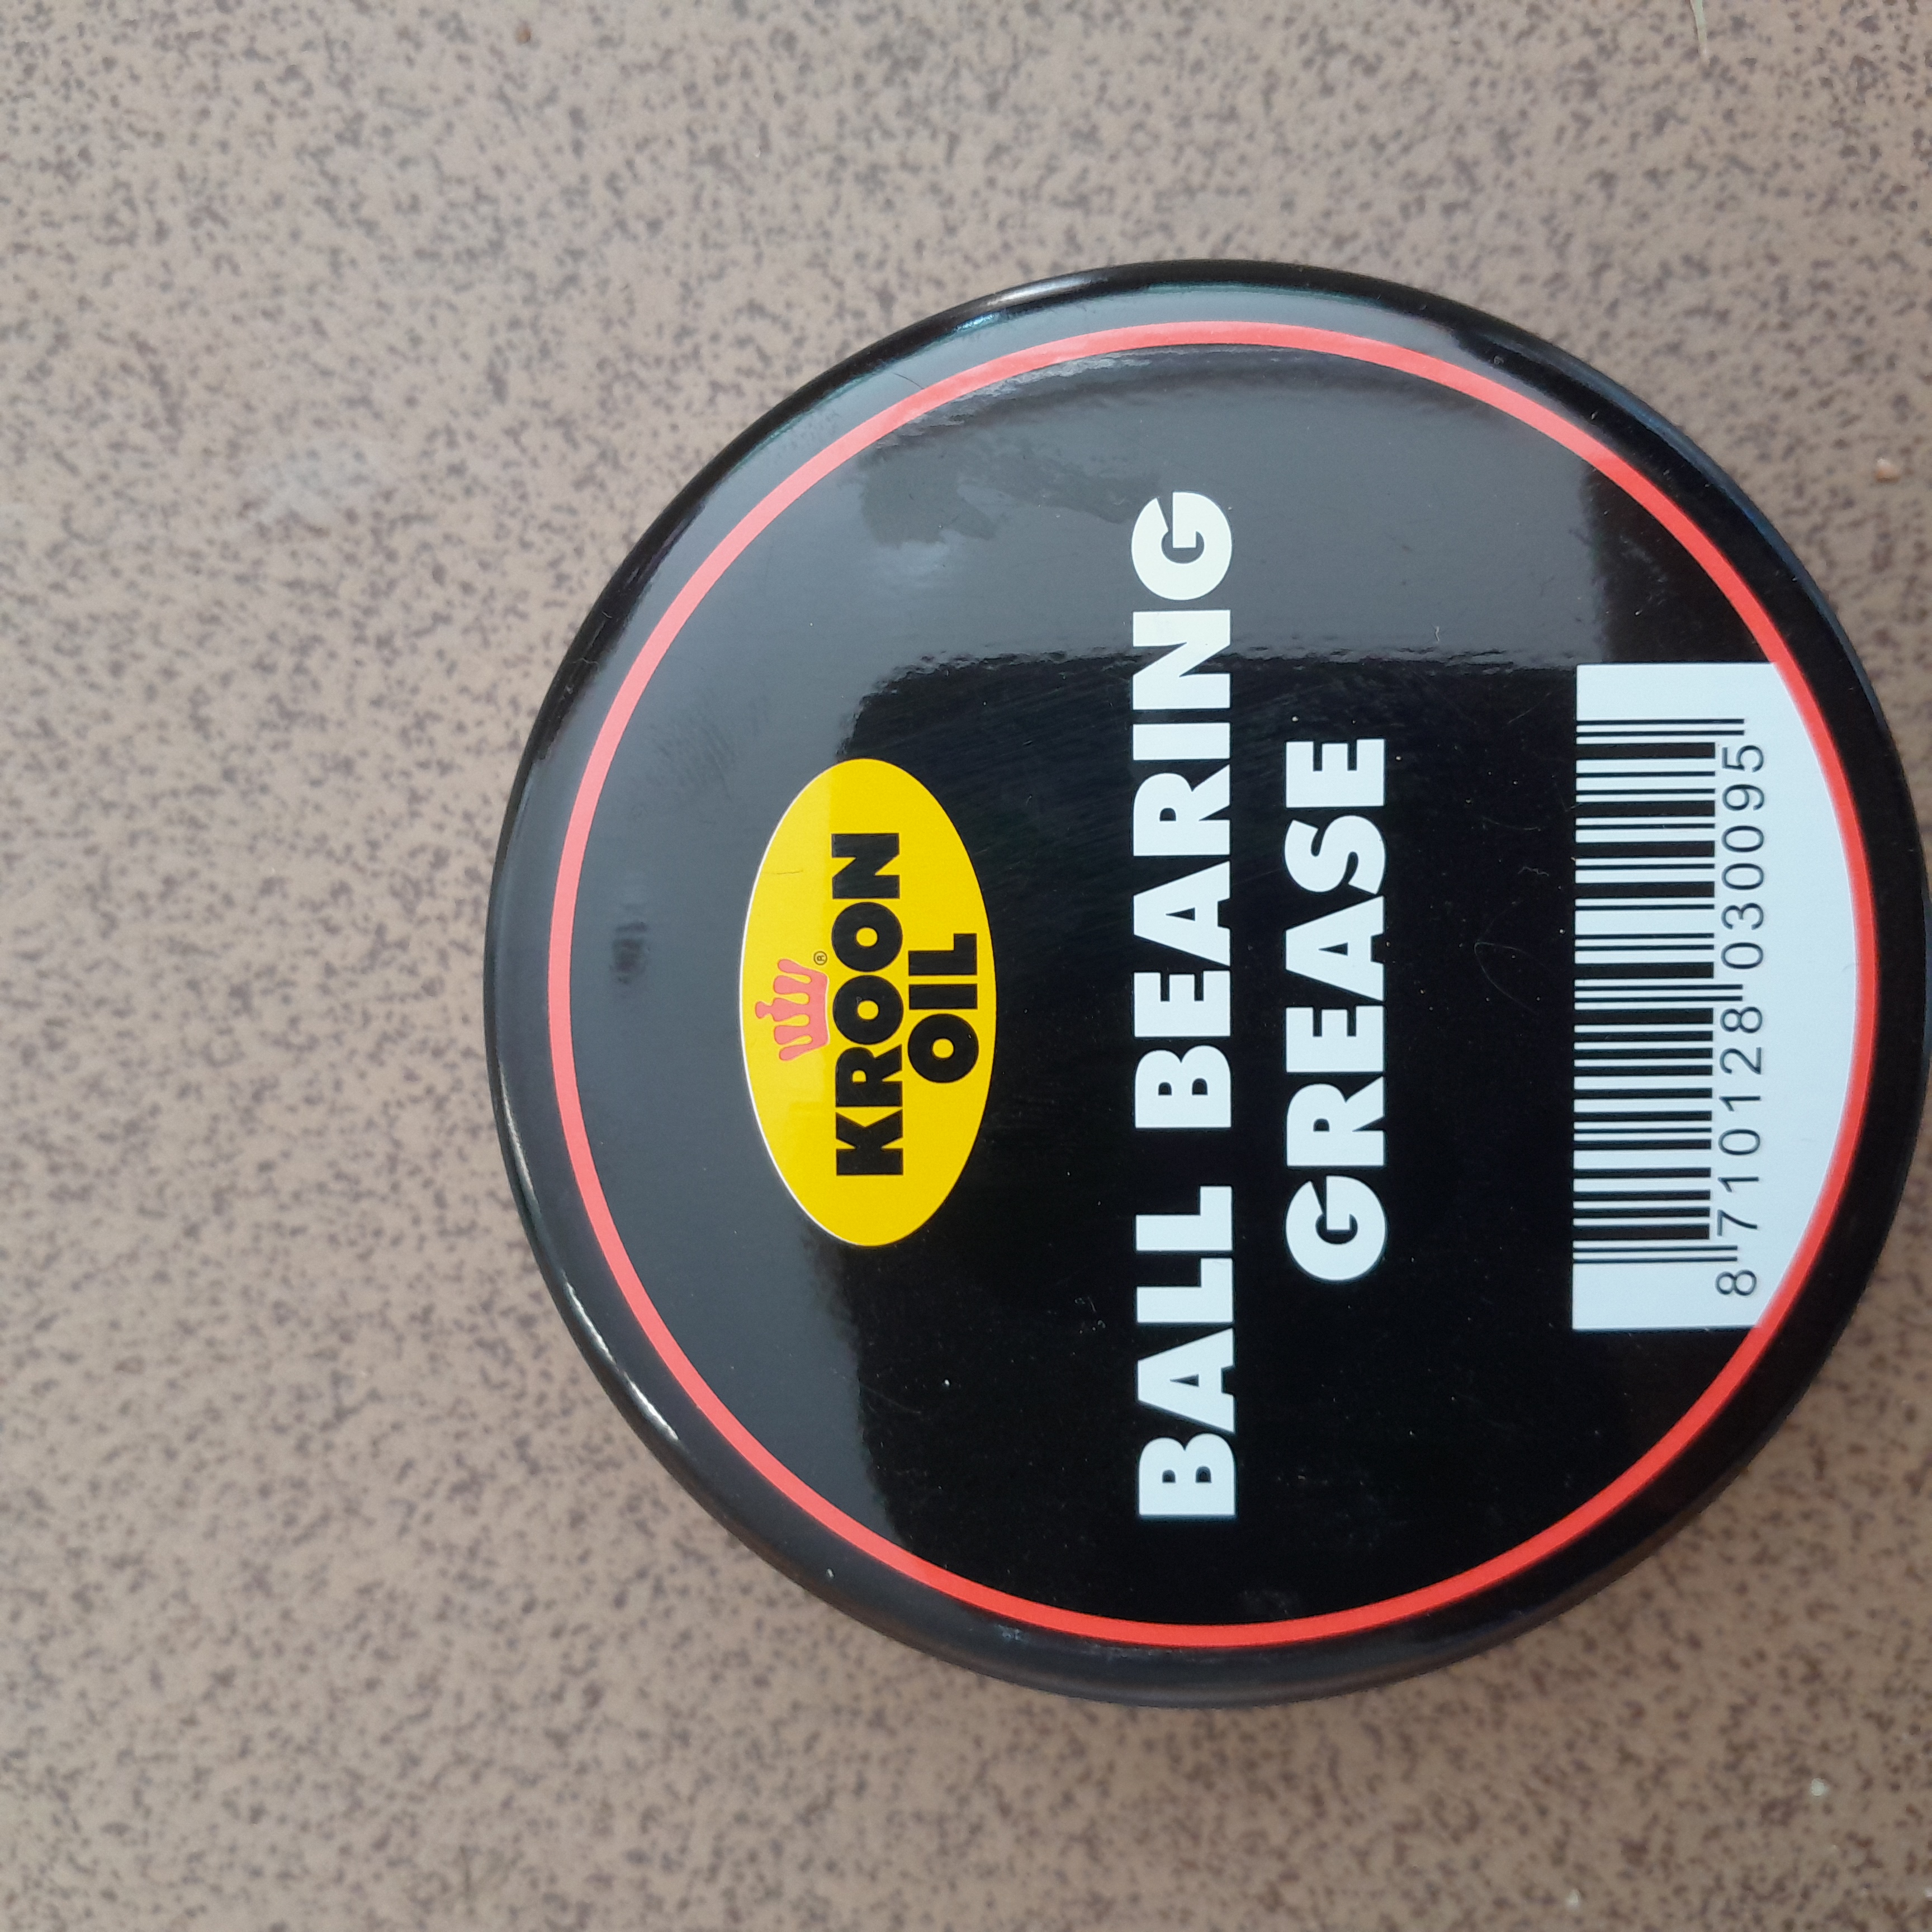 KROON
OIL
®
BALL BEARING
GREASE
8 710128 030095